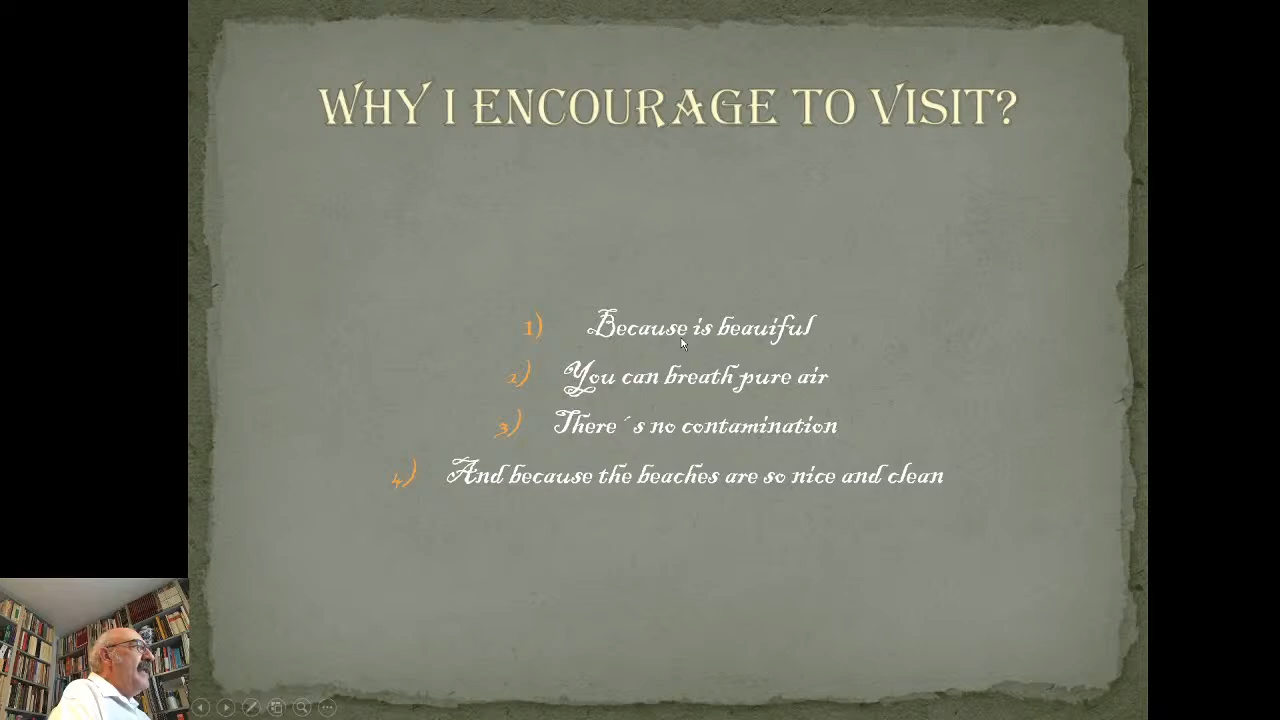 WHY I ENCOURAGE TO VISIT?
1) Because is beauiful
2) You can breath pure air
3) There´s no contamination
4) And because the beaches are so nice and clean